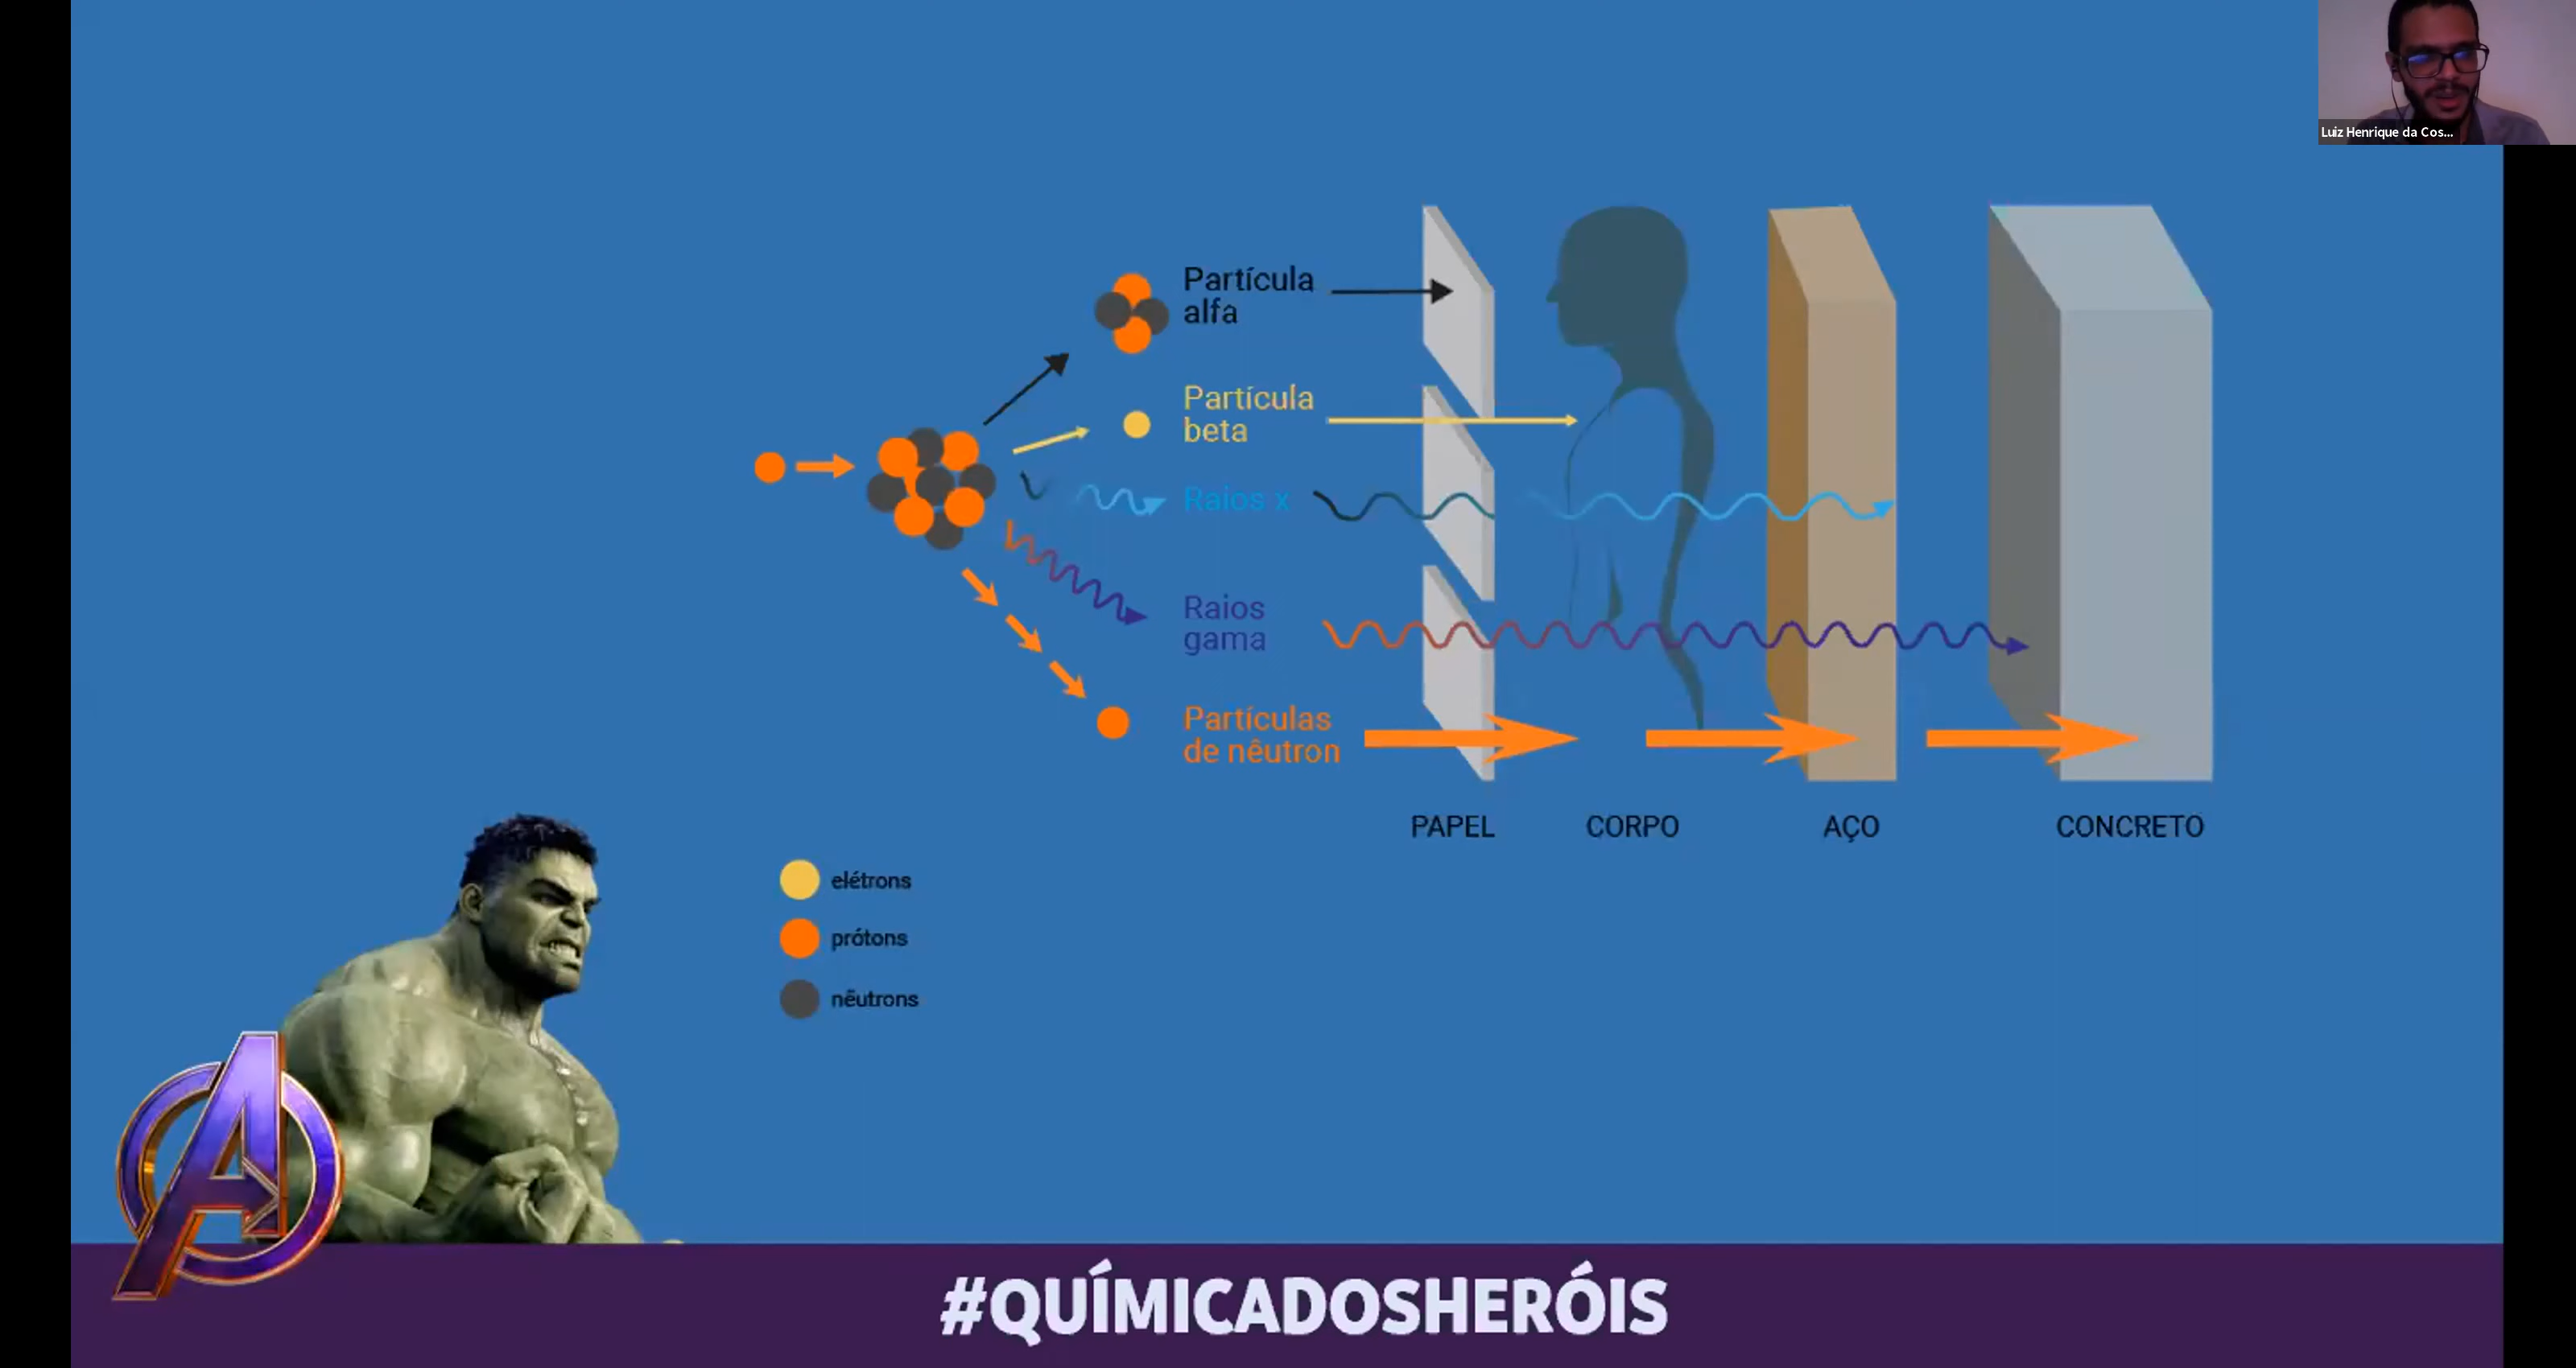 Luiz Henrique da Cos...
Partícula
alfa
Partícula
beta
Raios x
Raios
gama
Partículas
de nêutron
PAPEL
CORPO
AÇO
CONCRETO
elétrons
prótons
nêutrons
#QUÍMICADOSHERÓIS